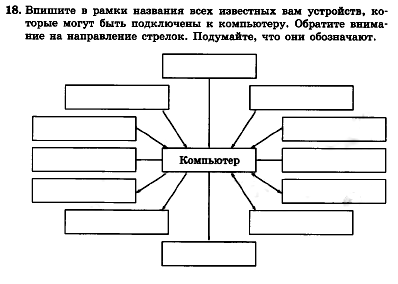 18. Впишите в рамки названия всех известных вам устройств, ко-
торые могут быть подключены к компьютеру. Обратите внима-
ние на направление стрелок. Подумайте, что они обозначают.
Компьютер